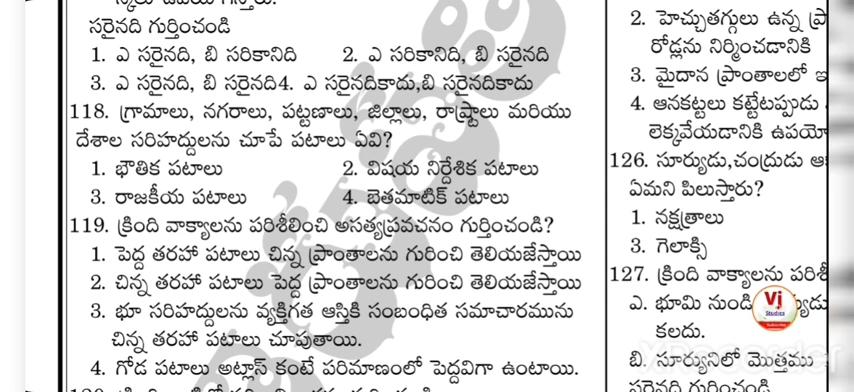 సరైనది గుర్తించండి
1. ఎ సరైనది, బి సరికానిది 2. ఎ సరికానిది, బి సరైనది
3. ఎ సరైనది, బి సరైనది4. ఎ సరైనదికాదు,బి సరైనదికాదు
118. గ్రామాలు, నగరాలు, పట్టణాలు, జిల్లాలు, రాష్ట్రాలు మరియు
దేశాల సరిహద్దులను చూపే పటాలు ఏవి?
1. భౌతిక పటాలు 2. విషయ నిర్దేశిక పటాలు
3. రాజకీయ పటాలు 4. బెతమాటిక్ పటాలు
119. క్రింది వాక్యాలను పరిశీలించి అసత్యప్రవచనం గుర్తించండి?
1. పెద్ద తరహా పటాలు చిన్న ప్రాంతాలను గురించి తెలియజేస్తాయి
2. చిన్న తరహా పటాలు పెద్ద ప్రాంతాలను గురించి తెలియజేస్తాయి
3. భూ సరిహద్దులను వ్యక్తిగత ఆస్తికి సంబంధిత సమాచారమును
చిన్న తరహా పటాలు చూపుతాయి.
4. గోడ పటాలు అట్లాస్ కంటే పరిమాణంలో పెద్దవిగా ఉంటాయి.
2. హెచ్చుతగ్గులు ఉన్న
రోడ్లను నిర్మించడానికి
3. మైదాన ప్రాంతాలలో
4. ఆనకట్టలు కట్టేటప్పుడు
లెక్కవేయడానికి
126. సూర్యుడు,చంద్రుడు
ఏమని పిలుస్తారు?
1. నక్షత్రాలు
3. గెలాక్సి
127. క్రింది వాక్యాలను
ఎ. భూమి నుండి
కలదు.
బి. సూర్యునిలో మొత్తము
Vj
Studies